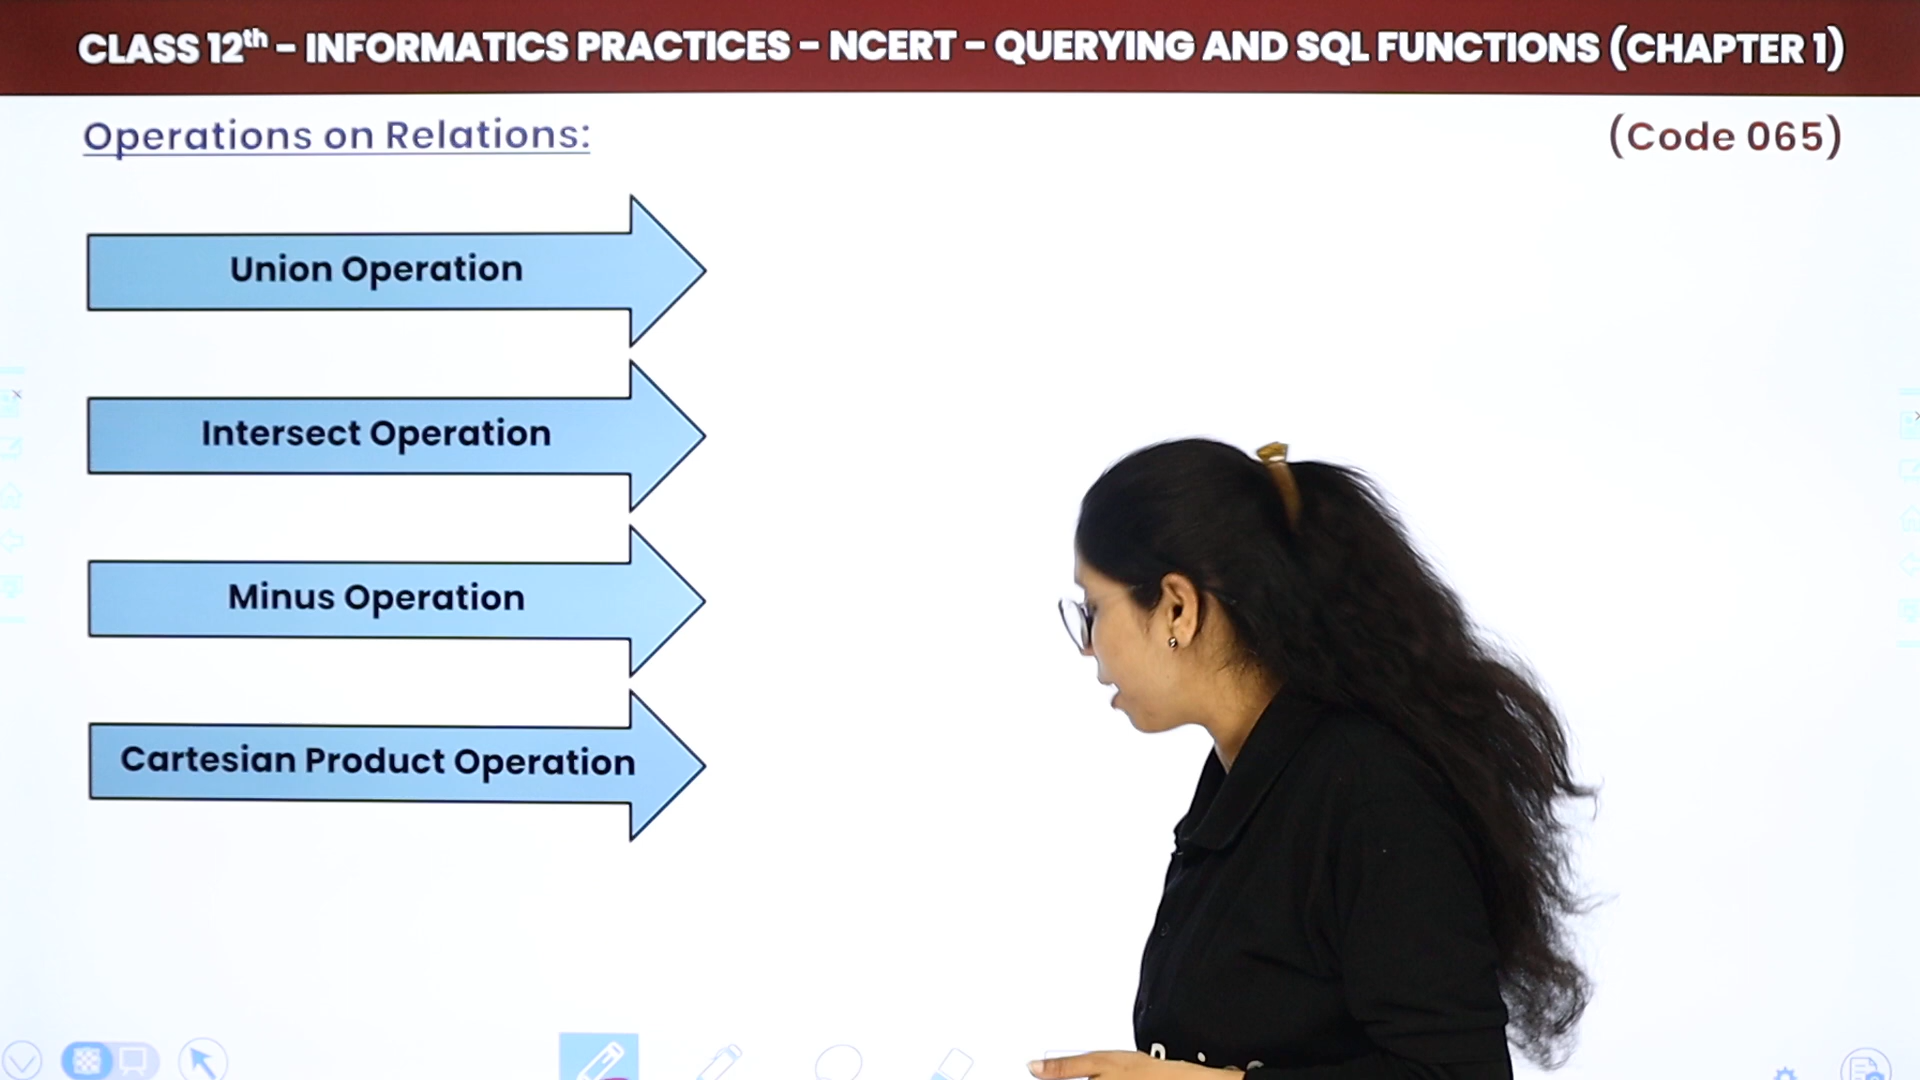 CLASS 12th – INFORMATICS PRACTICES – NCERT – QUERYING AND SQL FUNCTIONS (CHAPTER 1)
Operations on Relations:
(Code 065)
Union Operation
Intersect Operation
Minus Operation
Cartesian Product Operation